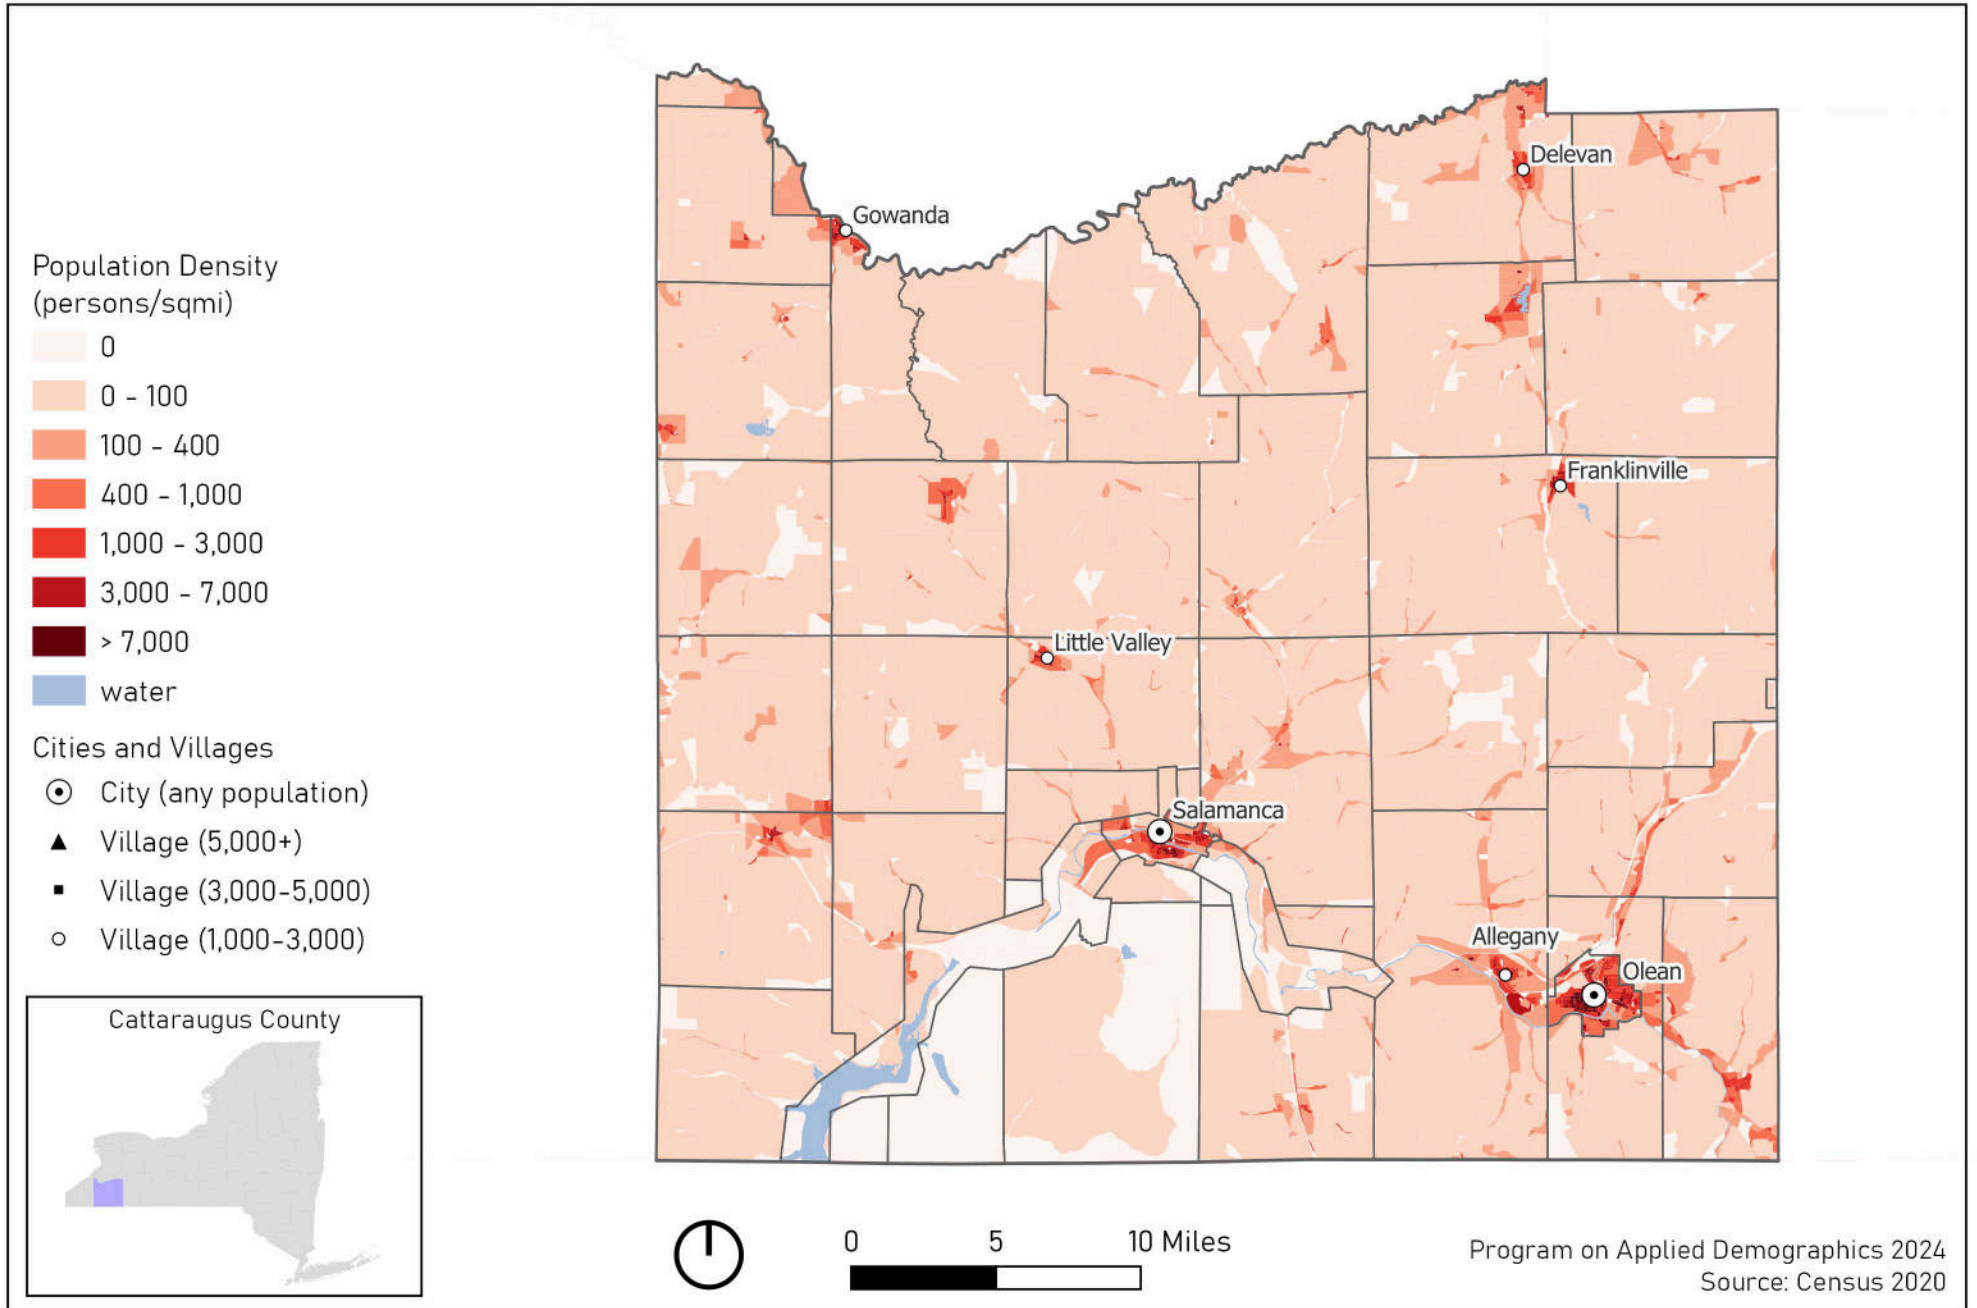 Population Density
(persons/sqmi)
0
0 - 100
100 - 400
400 - 1,000
1,000 - 3,000
3,000 - 7,000
> 7,000
water
Cities and Villages
City (any population)
Village (5,000+)
Village (3,000-5,000)
Village (1,000-3,000)
Cattaraugus County
Delevan
Gowanda
Franklinville
Little Valley
Salamanca
Allegany
Olean
0 5 10 Miles
Program on Applied Demographics 2024
Source: Census 2020